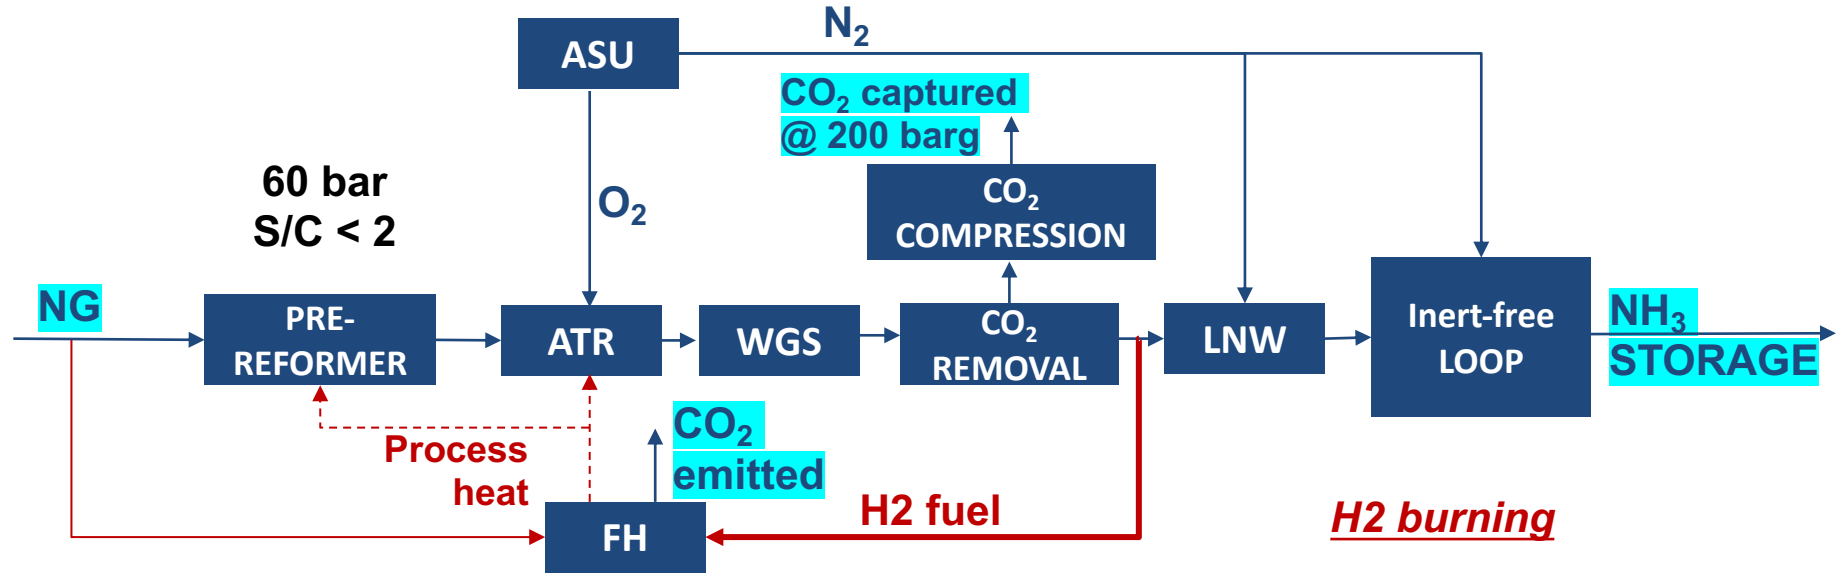 N₂
ASU
CO₂ captured
@ 200 barg
60 bar
S/C < 2
O₂
CO₂
COMPRESSION
NG
PRE-
REFORMER
ATR
WGS
CO₂
REMOVAL
LNW
Inert-free
LOOP
NH₃
STORAGE
Process
heat
CO₂
emitted
FH
H2 fuel
H2 burning